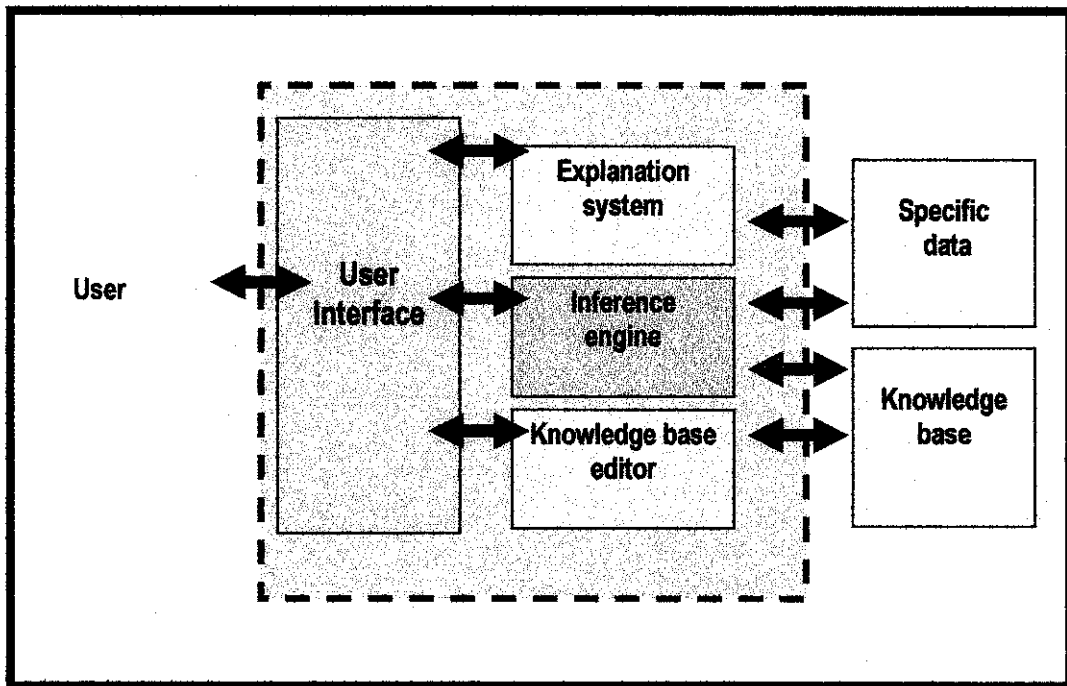 User
User
Interface
Explanation
system
Inference
engine
Knowledge base
editor
Specific
data
Knowledge
base